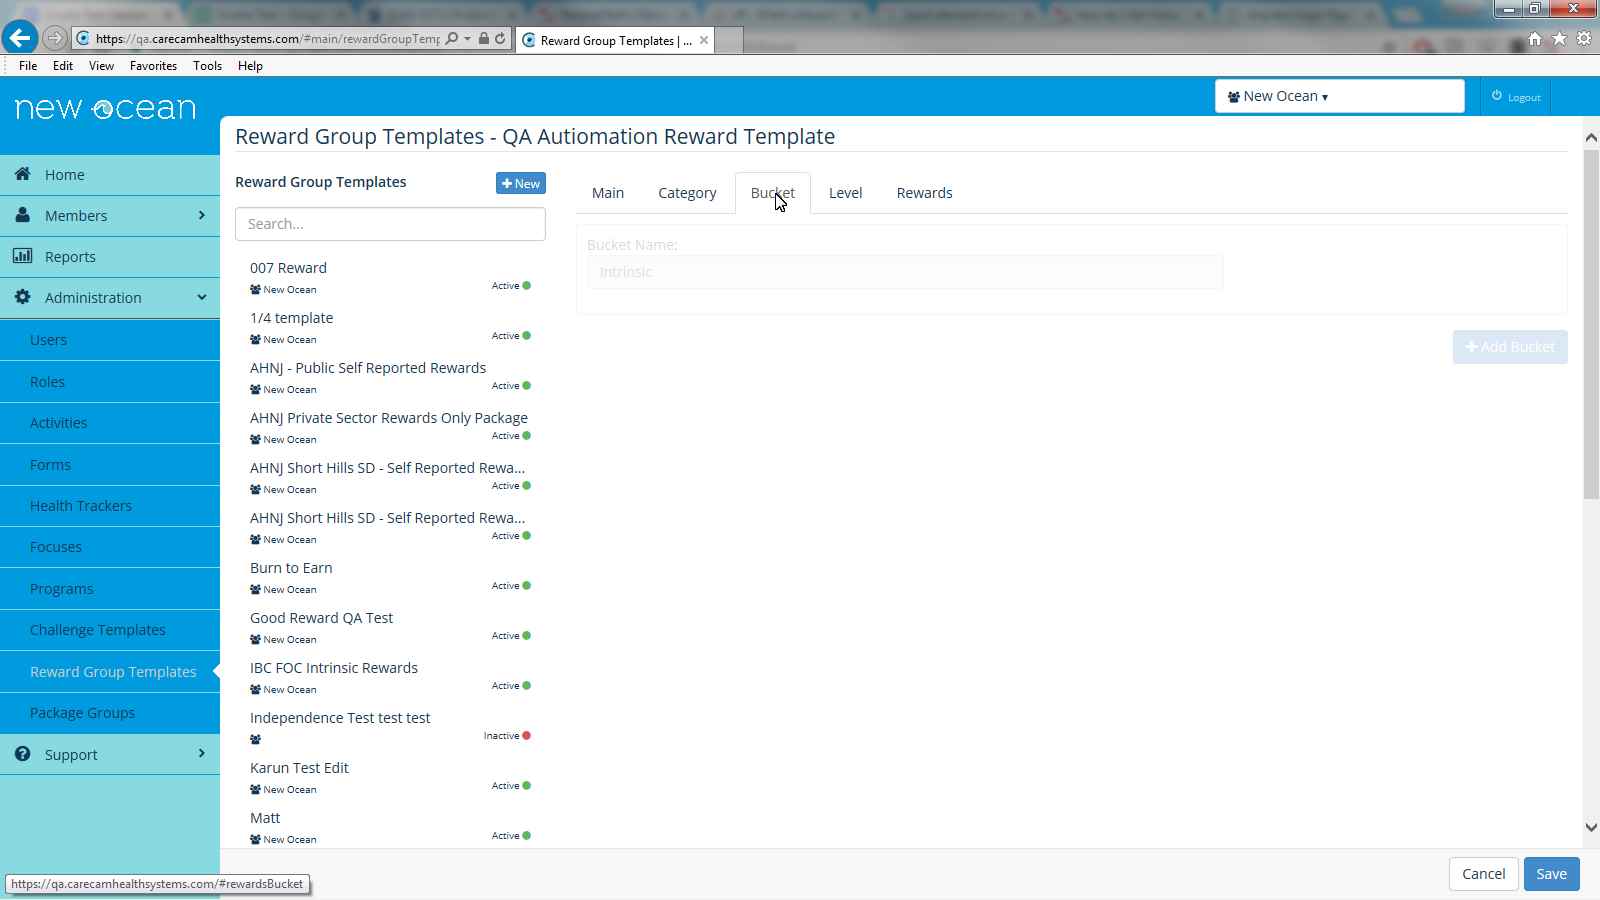 https://qa.carecamhealthsystems.com/#main/rewardGroupTemp
Reward Group Templates | ...
File Edit View Favorites Tools Help
new ocean
New Ocean
Logout
Home
Members
Reports
Administration
Users
Roles
Activities
Forms
Health Trackers
Focuses
Programs
Challenge Templates
Reward Group Templates
Package Groups
Support
Reward Group Templates - QA Autiomation Reward Template
Reward Group Templates
+ New
Search...
007 Reward
New Ocean Active
1/4 template
New Ocean Active
AHNJ - Public Self Reported Rewards
New Ocean Active
AHNJ Private Sector Rewards Only Package
New Ocean Active
AHNJ Short Hills SD - Self Reported Rewa...
New Ocean Active
AHNJ Short Hills SD - Self Reported Rewa...
New Ocean Active
Burn to Earn
New Ocean Active
Good Reward QA Test
New Ocean Active
IBC FOC Intrinsic Rewards
New Ocean Active
Independence Test test test
Inactive
Karun Test Edit
New Ocean Active
Matt
New Ocean Active
Main Category Bucket Level Rewards
Bucket Name:
Intrinsic
+ Add Bucket
Cancel Save
https://qa.carecamhealthsystems.com/#rewardsBucket